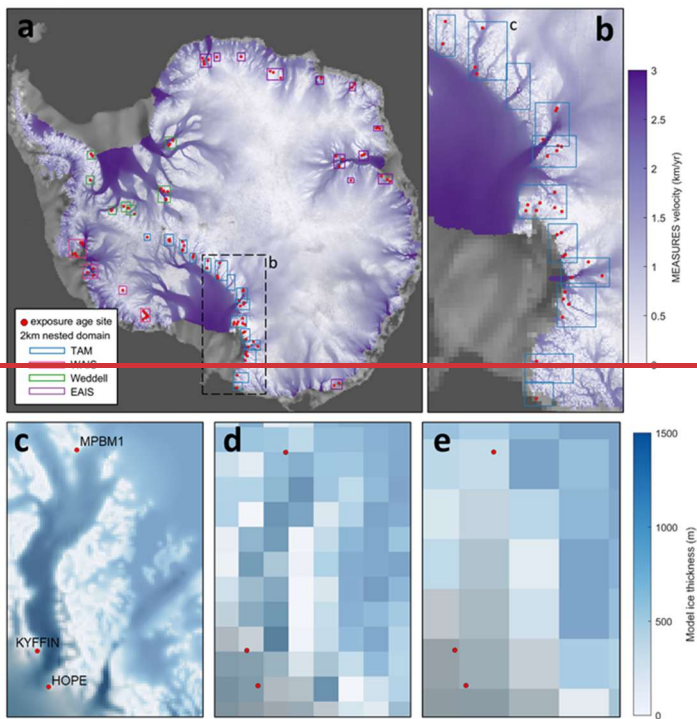 a
b
exposure age site
2km nested domain
TAM
WAIS
Weddell
EAIS
c
b
3
2.5
2
1.5
1
0.5
MEASURES velocity (km/yr)
c
MPBM1
KYFFIN
HOPE
d
e
1500
1000
500
0
Model ice thickness (m)